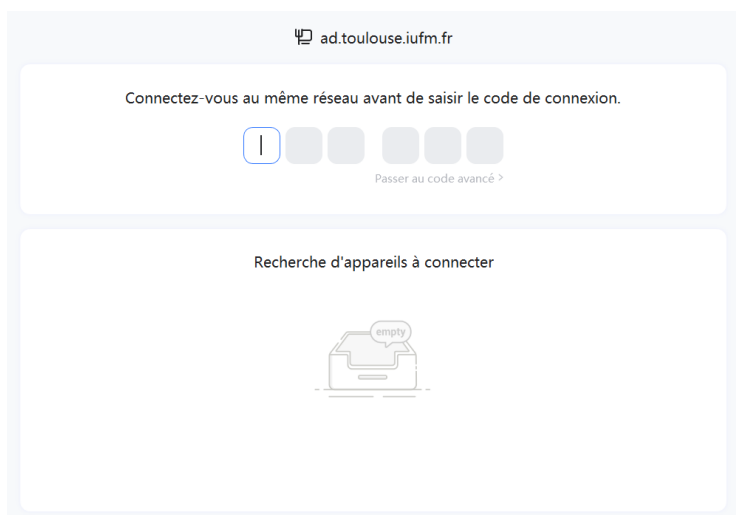 ad.toulouse.iufm.fr
Connectez-vous au même réseau avant de saisir le code de connexion.
Passer au code avancé >
Recherche d'appareils à connecter
empty